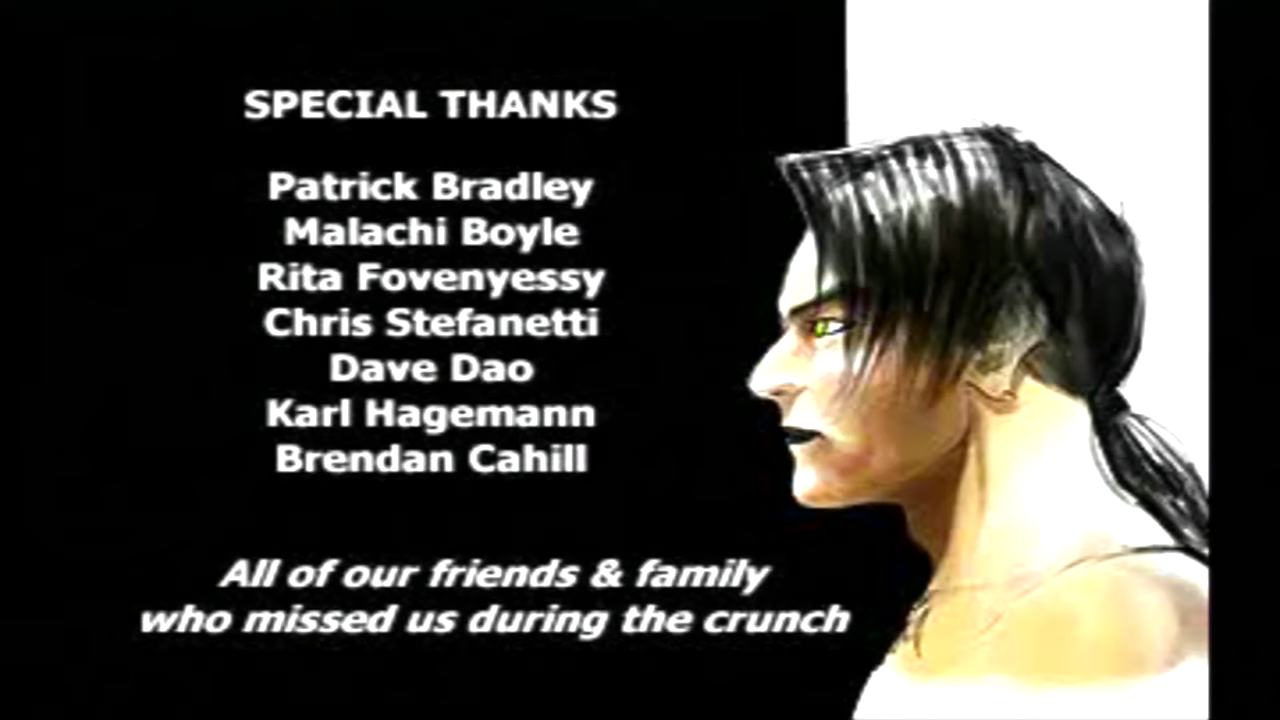 SPECIAL THANKS
Patrick Bradley
Malachi Boyle
Rita Fovenyessy
Chris Stefanetti
Dave Dao
Karl Hagemann
Brendan Cahill
All of our friends & family
who missed us during the crunch